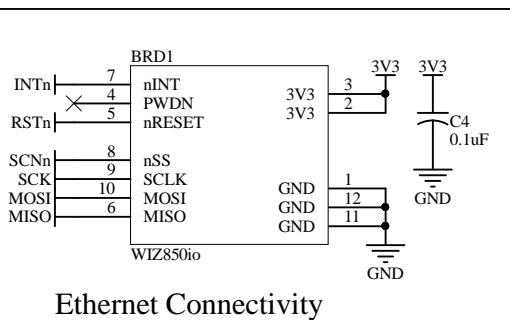 BRD1
INTn 7 nINT
4 PWDN
RSTn 5 nRESET
SCNn 8 nSS
SCK 9 SCLK
MOSI 10 MOSI
MISO 6 MISO
3V3 3
3V3 2
GND 1
GND 12
GND 11
WIZ850io
3V3
GND
3V3
C4
0.1uF
GND
Ethernet Connectivity